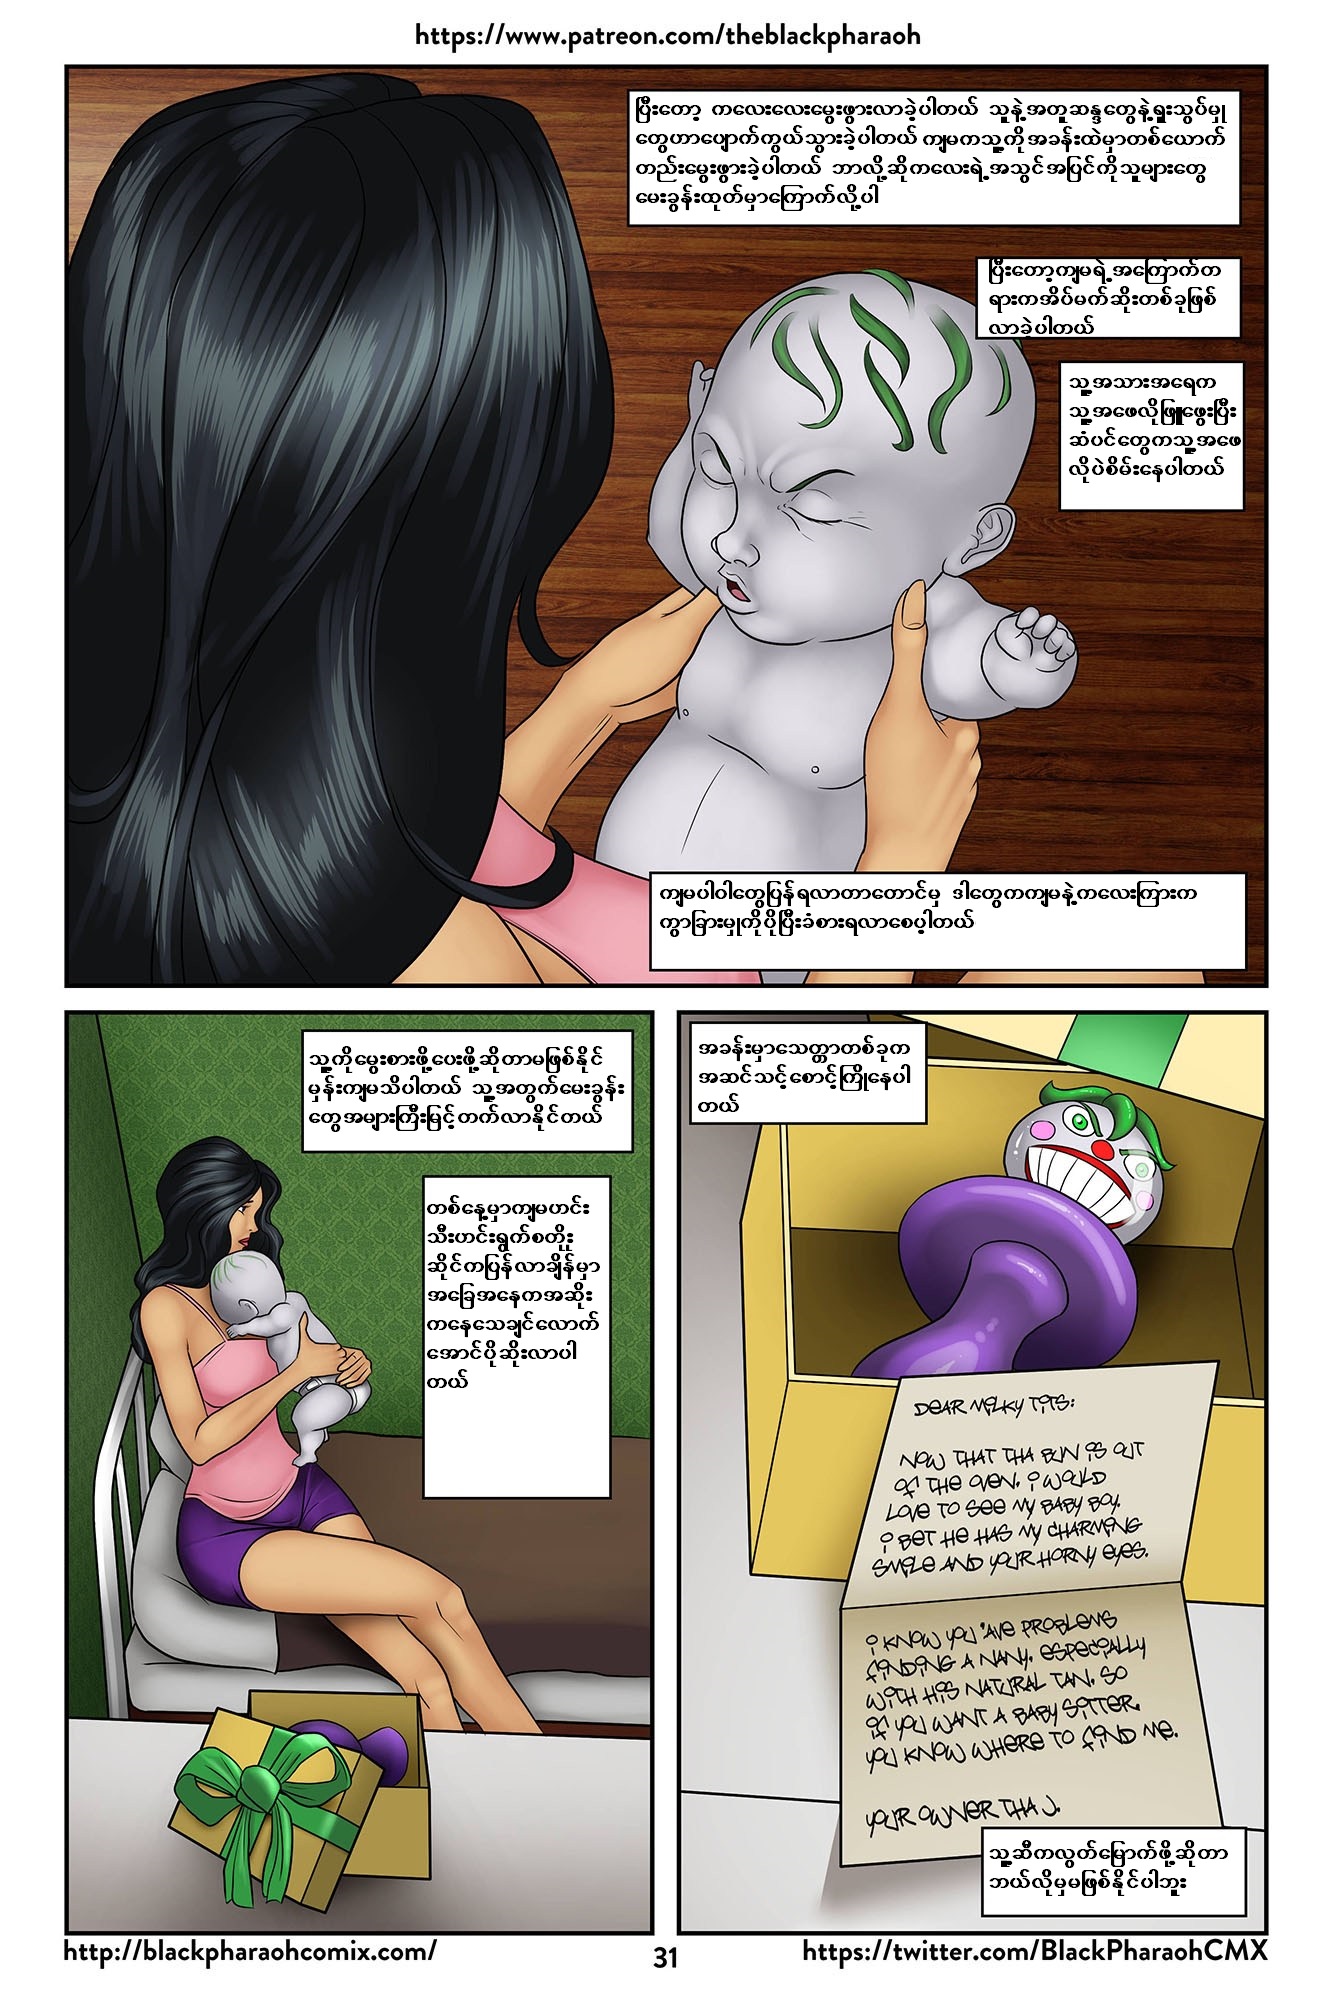 https://www.patreon.com/theblackpharaoh
ပြီးတော့ ကလေးလေးမွေးဖွားလာခဲ့ပါတယ် သူနဲ့အတူဆန္ဒတွေနဲ့ရှုးသွပ်မှု
တွေဟာပျောက်ကွယ်သွားခဲ့ပါတယ် ကျမကသူ့ကိုအခန်းထဲမှာတစ်ယောက်
တည်းမွေးဖွားခဲ့ပါတယ် ဘာလို့ဆိုကလေးရဲ့အသွင်အပြင်ကိုသူများတွေ
မေးခွန်းထုတ်မှာကြောက်လို့ပါ
ပြီးတော့ကျမရဲ့အကြောက်တ
ရားကအိပ်မက်ဆိုးတစ်ခုဖြစ်
လာခဲ့ပါတယ်
သူ့အသားအရေက
သူ့အဖေလိုဖြူဖွေးပြီး
ဆံပင်တွေကသူ့အဖေ
လိုပဲစိမ်းနေပါတယ်
ကျမပါဝါတွေပြန်ရလာတာတောင်မှ ဒါတွေကကျမနဲ့ကလေးကြားက
ကွာခြားမှုကိုပိုပြီးခံစားရလာစေပ့ါတယ်
သူ့ကိုမွေးစားဖို့ပေးဖို့ဆိုတာမဖြစ်နိုင်
မှန်းကျမသိပါတယ် သူ့အတွက်မေးခွန်း
တွေအများကြီးမြင့်တက်လာနိုင်တယ်
တစ်နေ့မှာကျမဟင်း
သီးဟင်းရွက်စတိုး
ဆိုင်ကပြန်လာချိန်မှာ
အခြေအနေကအဆိုး
ကနေသေချင်လောက်
အောင်ပိုဆိုးလာပါ
တယ်
အခန်းမှာသေတ္တာတစ်ခုက
အဆင်သင့်စောင့်ကြိုနေပါ
တယ်
DEAR MILKY TITS:
NOW THAT THA BUN IS OUT
OF THE OVEN, I WOULD
LOVE TO SEE MY BABY BOY.
I BET HE HAS MY CHARMING
SMILE AND YOUR HORNY EYES.
I KNOW YOU 'AVE PROBLEMS
FINDING A NANY, ESPECIALLY
WITH HIS NATURAL TAN, SO
IF YOU WANT A BABY SITTER,
YOU KNOW WHERE TO FIND ME.
YOUR OWNER THA J.
သူ့ဆီကလွတ်မြောက်ဖို့ဆိုတာ
ဘယ်လိုမှမဖြစ်နိုင်ပါဘူး
http://blackpharaohcomix.com/
31
https://twitter.com/BlackPharaohCMX